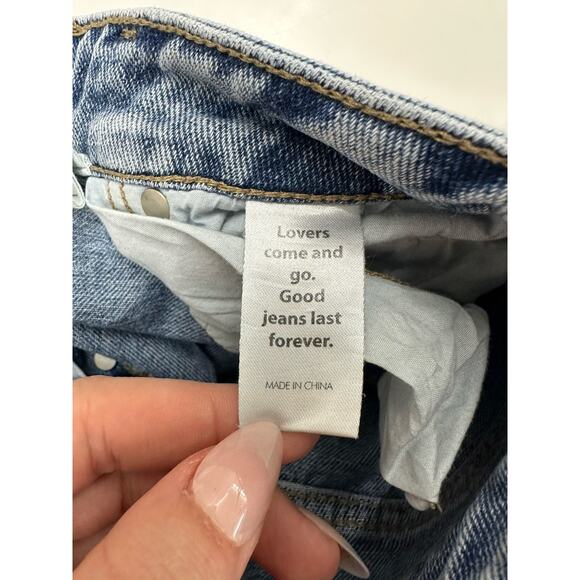 Lovers
come and
go.
Good
jeans last
forever.
MADE IN CHINA